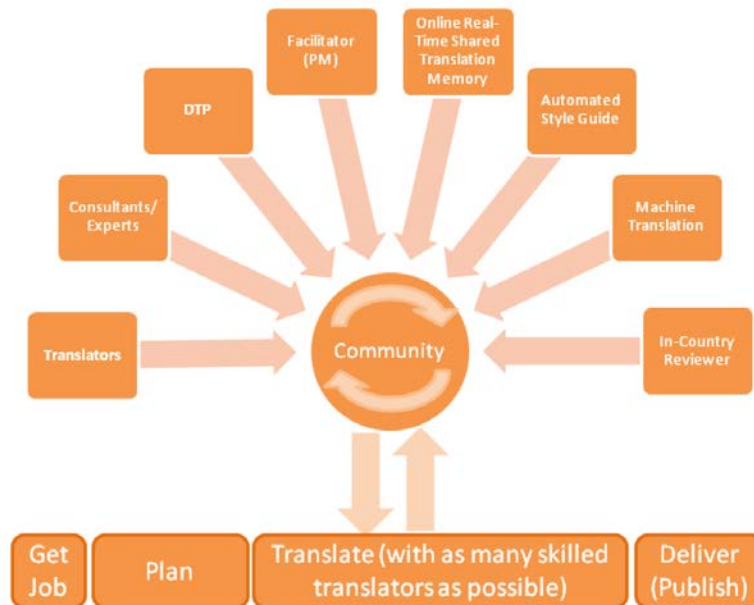 Online Real-
Time Shared
Translation
Memory
Facilitator
(PM)
DTP
Automated
Style Guide
Consultants/
Experts
Machine
Translation
Translators
Community
In-Country
Reviewer
Get
Job
Plan
Translate (with as many skilled
translators as possible)
Deliver
(Publish)